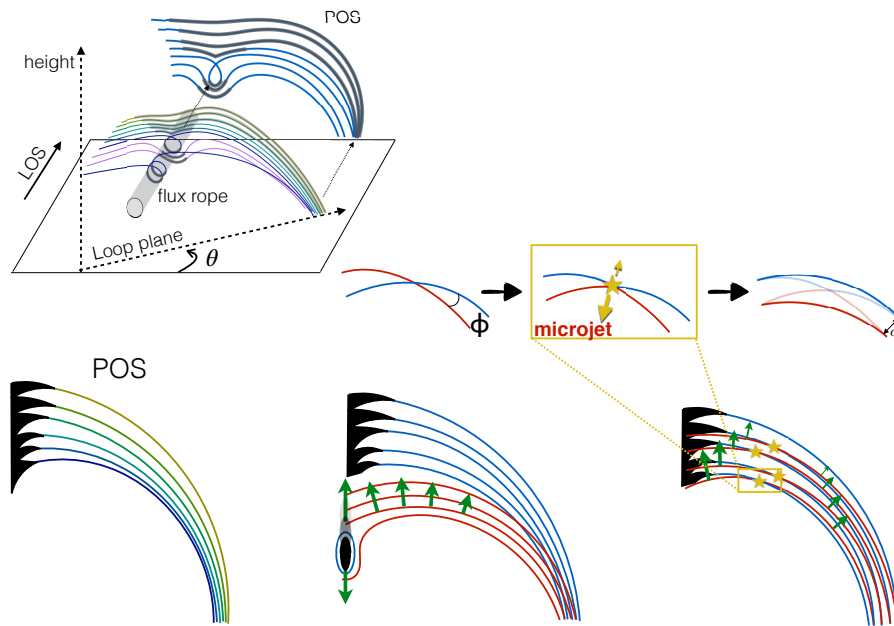 POS
height
LOS
flux rope
Loop plane
θ
ϕ
microjet
POS